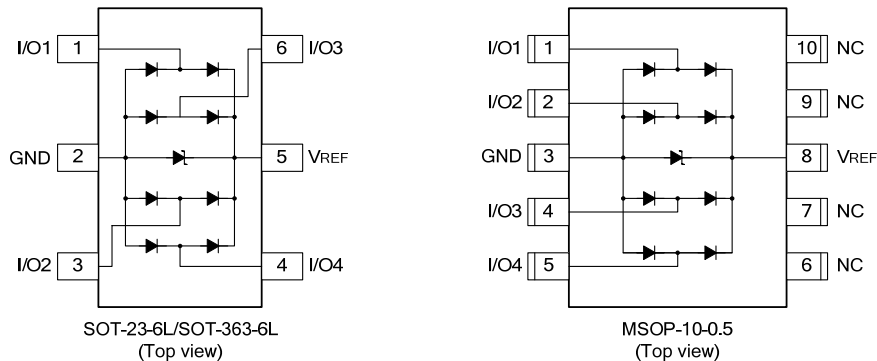 I/O1 1 6 I/O3
GND 2 5 VREF
I/O2 3 4 I/O4
SOT-23-6L/SOT-363-6L
(Top view)
I/O1 1 10 NC
I/O2 2 9 NC
GND 3 8 VREF
I/O3 4 7 NC
I/O4 5 6 NC
MSOP-10-0.5
(Top view)